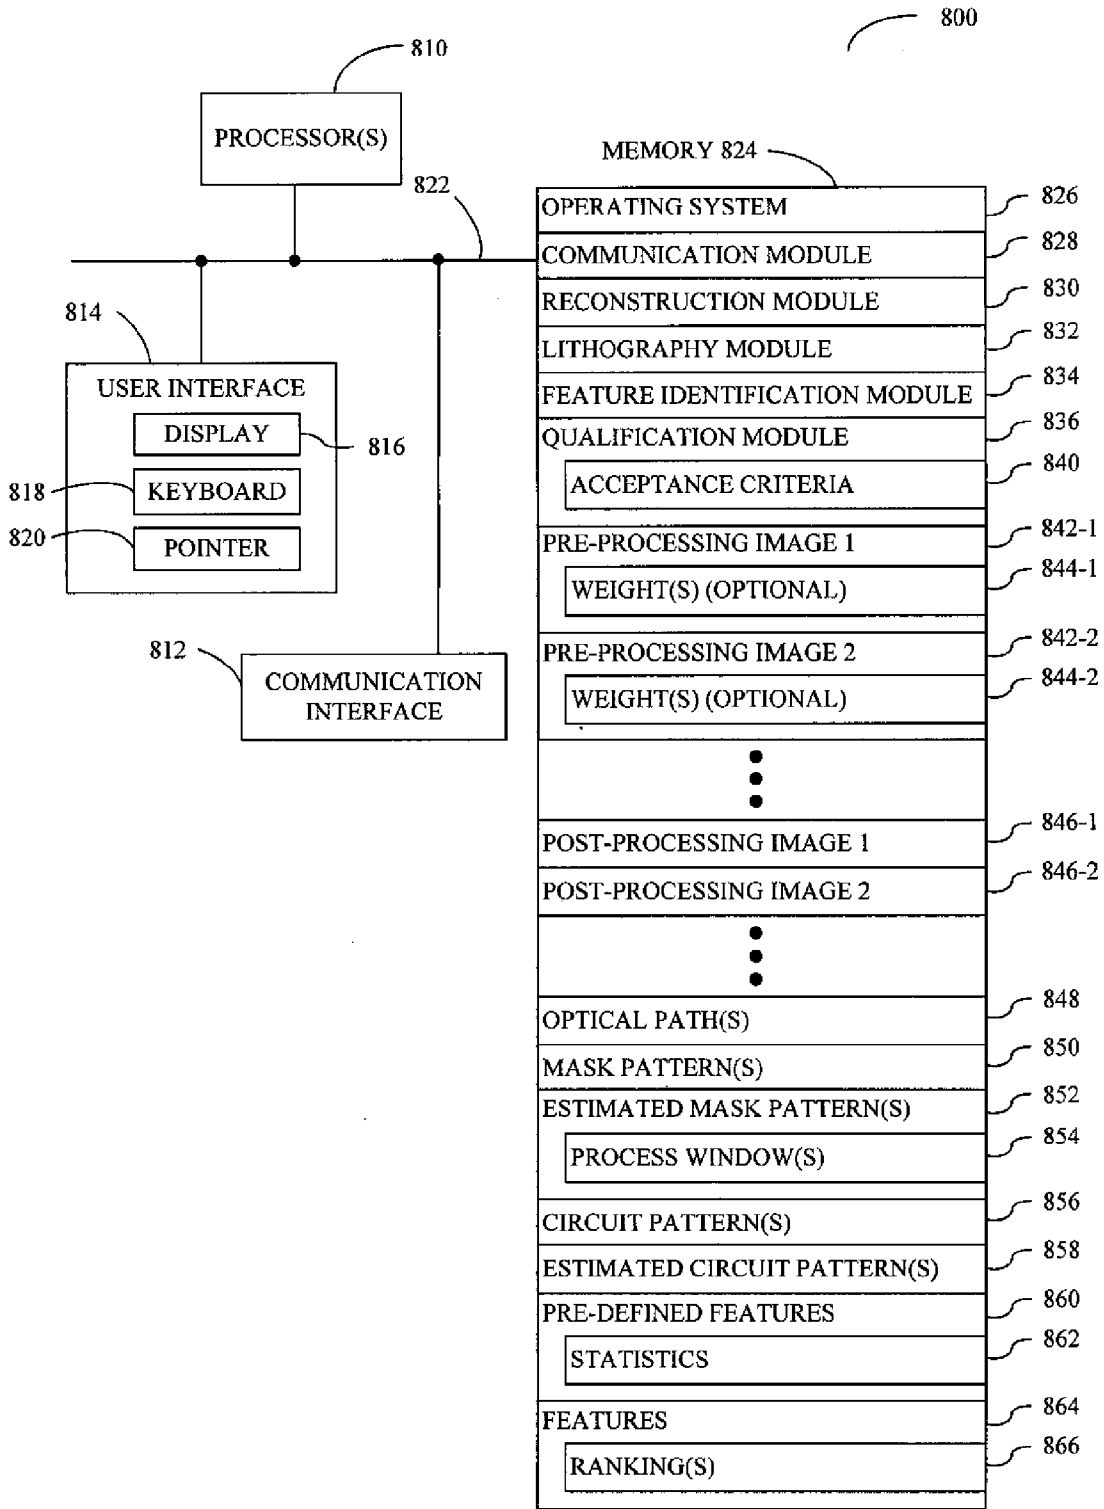 800
810
PROCESSOR(S)
MEMORY 824
822
OPERATING SYSTEM
826
COMMUNICATION MODULE
828
RECONSTRUCTION MODULE
830
LITHOGRAPHY MODULE
832
FEATURE IDENTIFICATION MODULE
834
QUALIFICATION MODULE
836
ACCEPTANCE CRITERIA
840
PRE-PROCESSING IMAGE 1
842-1
WEIGHT(S) (OPTIONAL)
844-1
PRE-PROCESSING IMAGE 2
842-2
WEIGHT(S) (OPTIONAL)
844-2
814
USER INTERFACE
DISPLAY
816
818
KEYBOARD
820
POINTER
812
COMMUNICATION
INTERFACE
POST-PROCESSING IMAGE 1
846-1
POST-PROCESSING IMAGE 2
846-2
OPTICAL PATH(S)
848
MASK PATTERN(S)
850
ESTIMATED MASK PATTERN(S)
852
PROCESS WINDOW(S)
854
CIRCUIT PATTERN(S)
856
ESTIMATED CIRCUIT PATTERN(S)
858
PRE-DEFINED FEATURES
860
STATISTICS
862
FEATURES
864
RANKING(S)
866